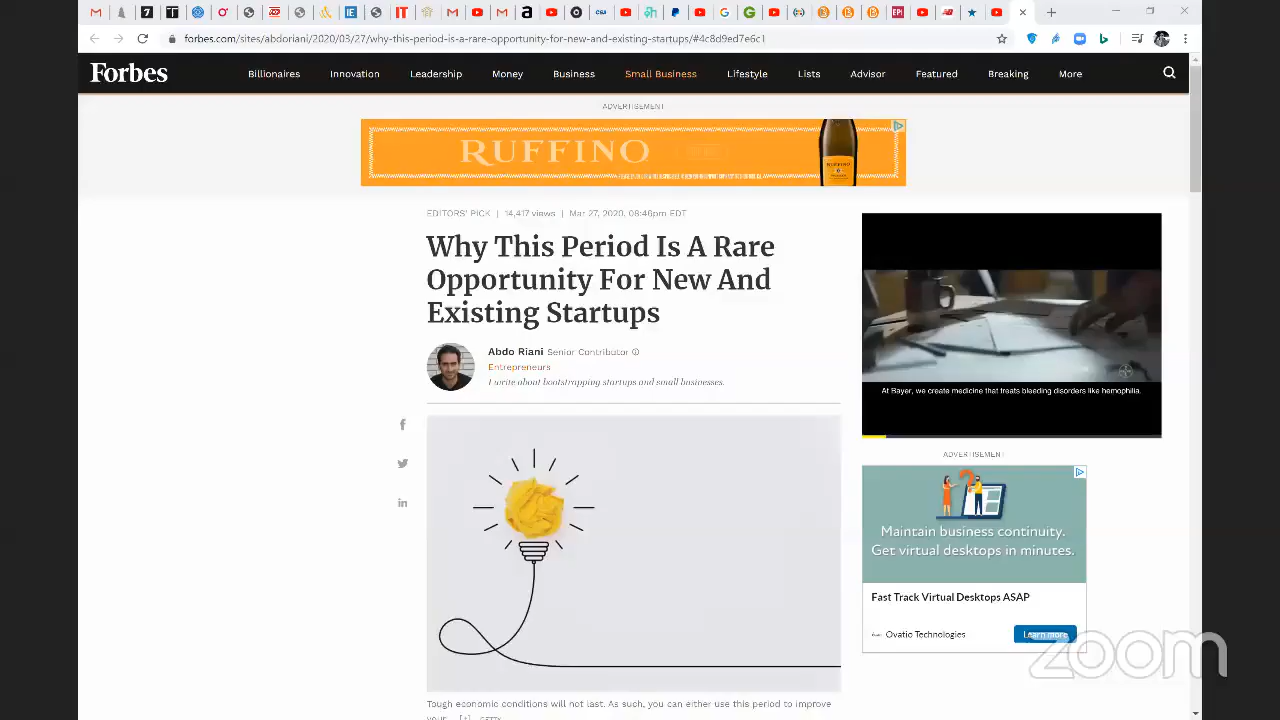 forbes.com/sites/abdoriani/2020/03/27/why-this-period-is-a-rare-opportunity-for-new-and-existing-startups/#4c8d9ed7e6c1
Forbes
Billionaires Innovation Leadership Money Business Small Business Lifestyle Lists Advisor Featured Breaking More
ADVERTISEMENT
RUFFINO
EDITORS' PICK | 14,417 views | Mar 27, 2020, 08:46pm EDT
Why This Period Is A Rare
Opportunity For New And
Existing Startups
Abdo Riani Senior Contributor
Entrepreneurs
I write about bootstrapping startups and small businesses.
At Bayer, we create medicine that treats bleeding disorders like hemophilia.
ADVERTISEMENT
Maintain business continuity.
Get virtual desktops in minutes.
Fast Track Virtual Desktops ASAP
Ovatio Technologies Learn more
zoom
Tough economic conditions will not last. As such, you can either use this period to improve
your ... [+] GETTY